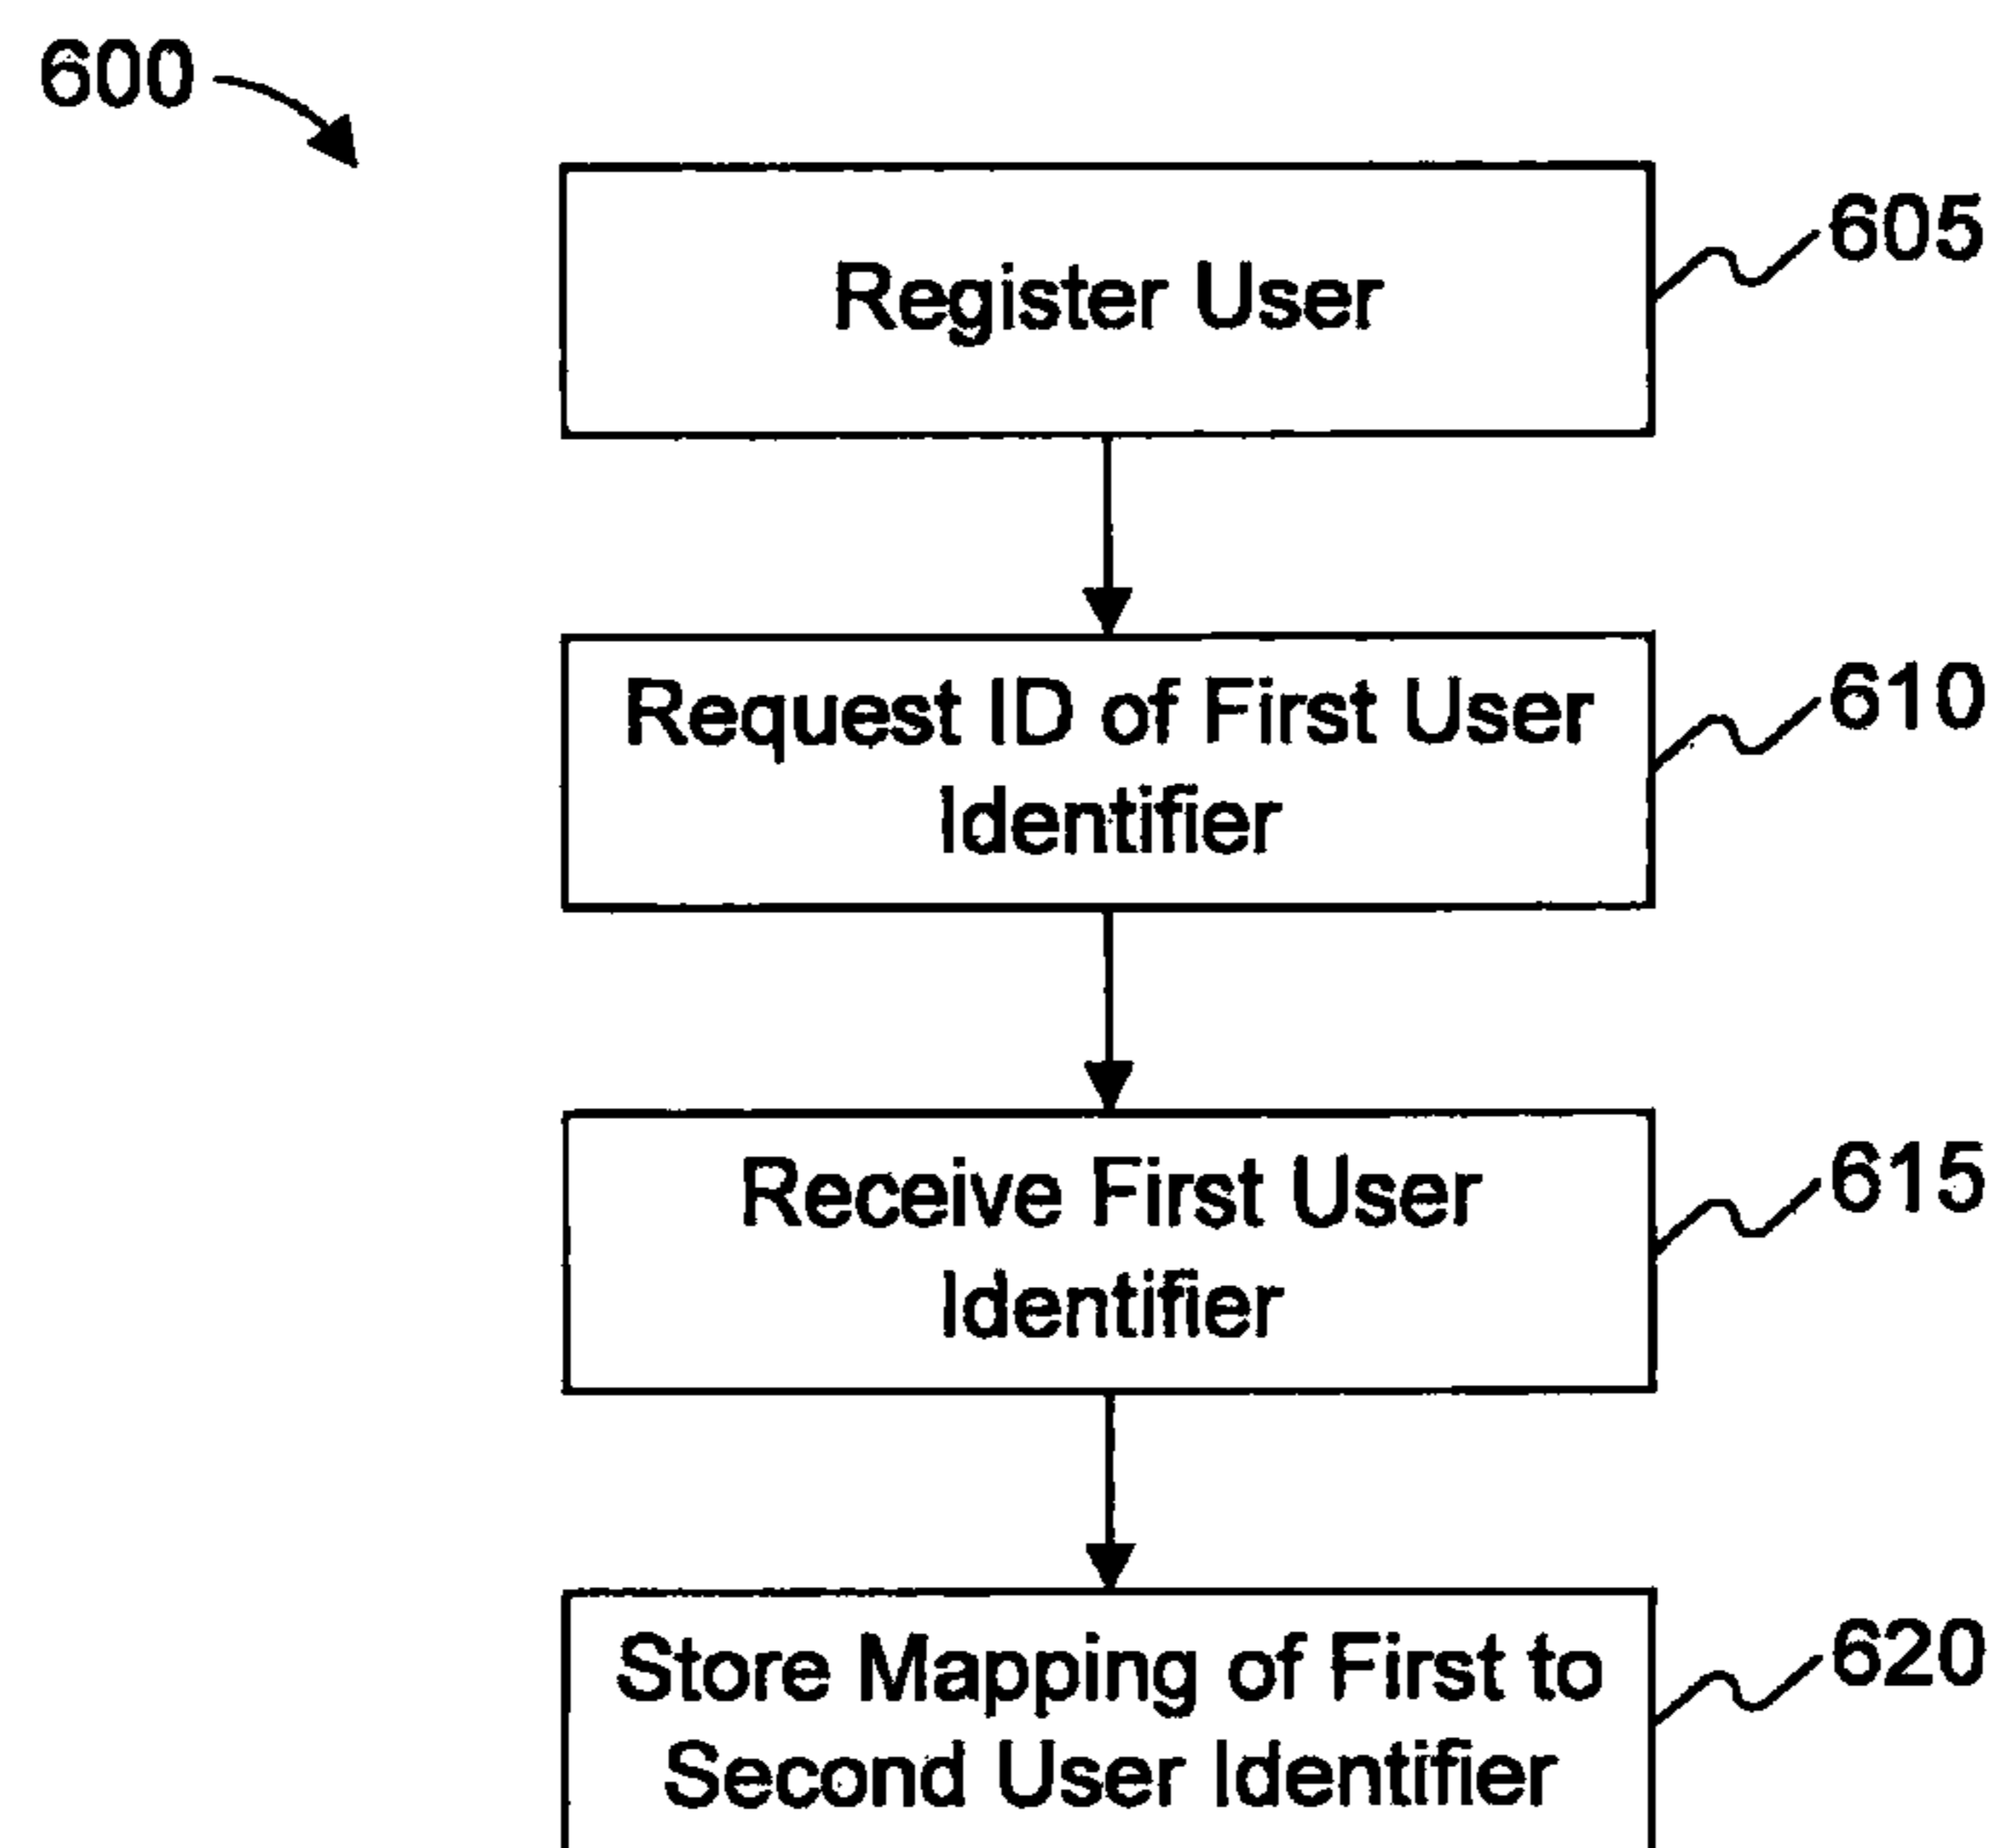 600
Register User
605
Request ID of First User
Identifier
610
Receive First User
Identifier
615
Store Mapping of First to
Second User Identifier
620